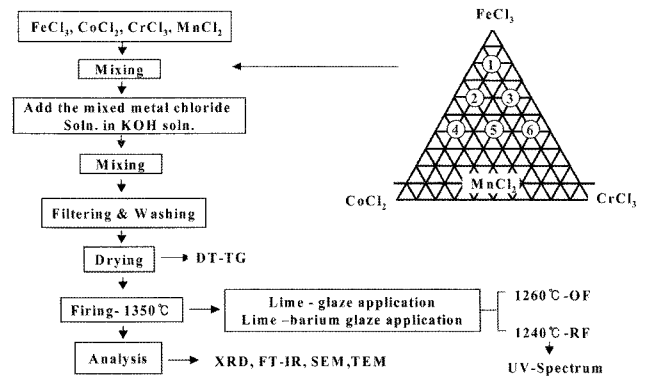 FeCl3, CoCl2, CrCl3, MnCl2
Mixing
Add the mixed metal chloride
Soln. in KOH soln.
Mixing
Filtering & Washing
Drying
DT-TG
Firing- 1350℃
Lime - glaze application
Lime –barium glaze application
1260℃-OF
1240℃-RF
UV-Spectrum
Analysis
XRD, FT-IR, SEM,TEM
FeCl3
1
2
3
4
5
6
MnCl2
CoCl2
CrCl3